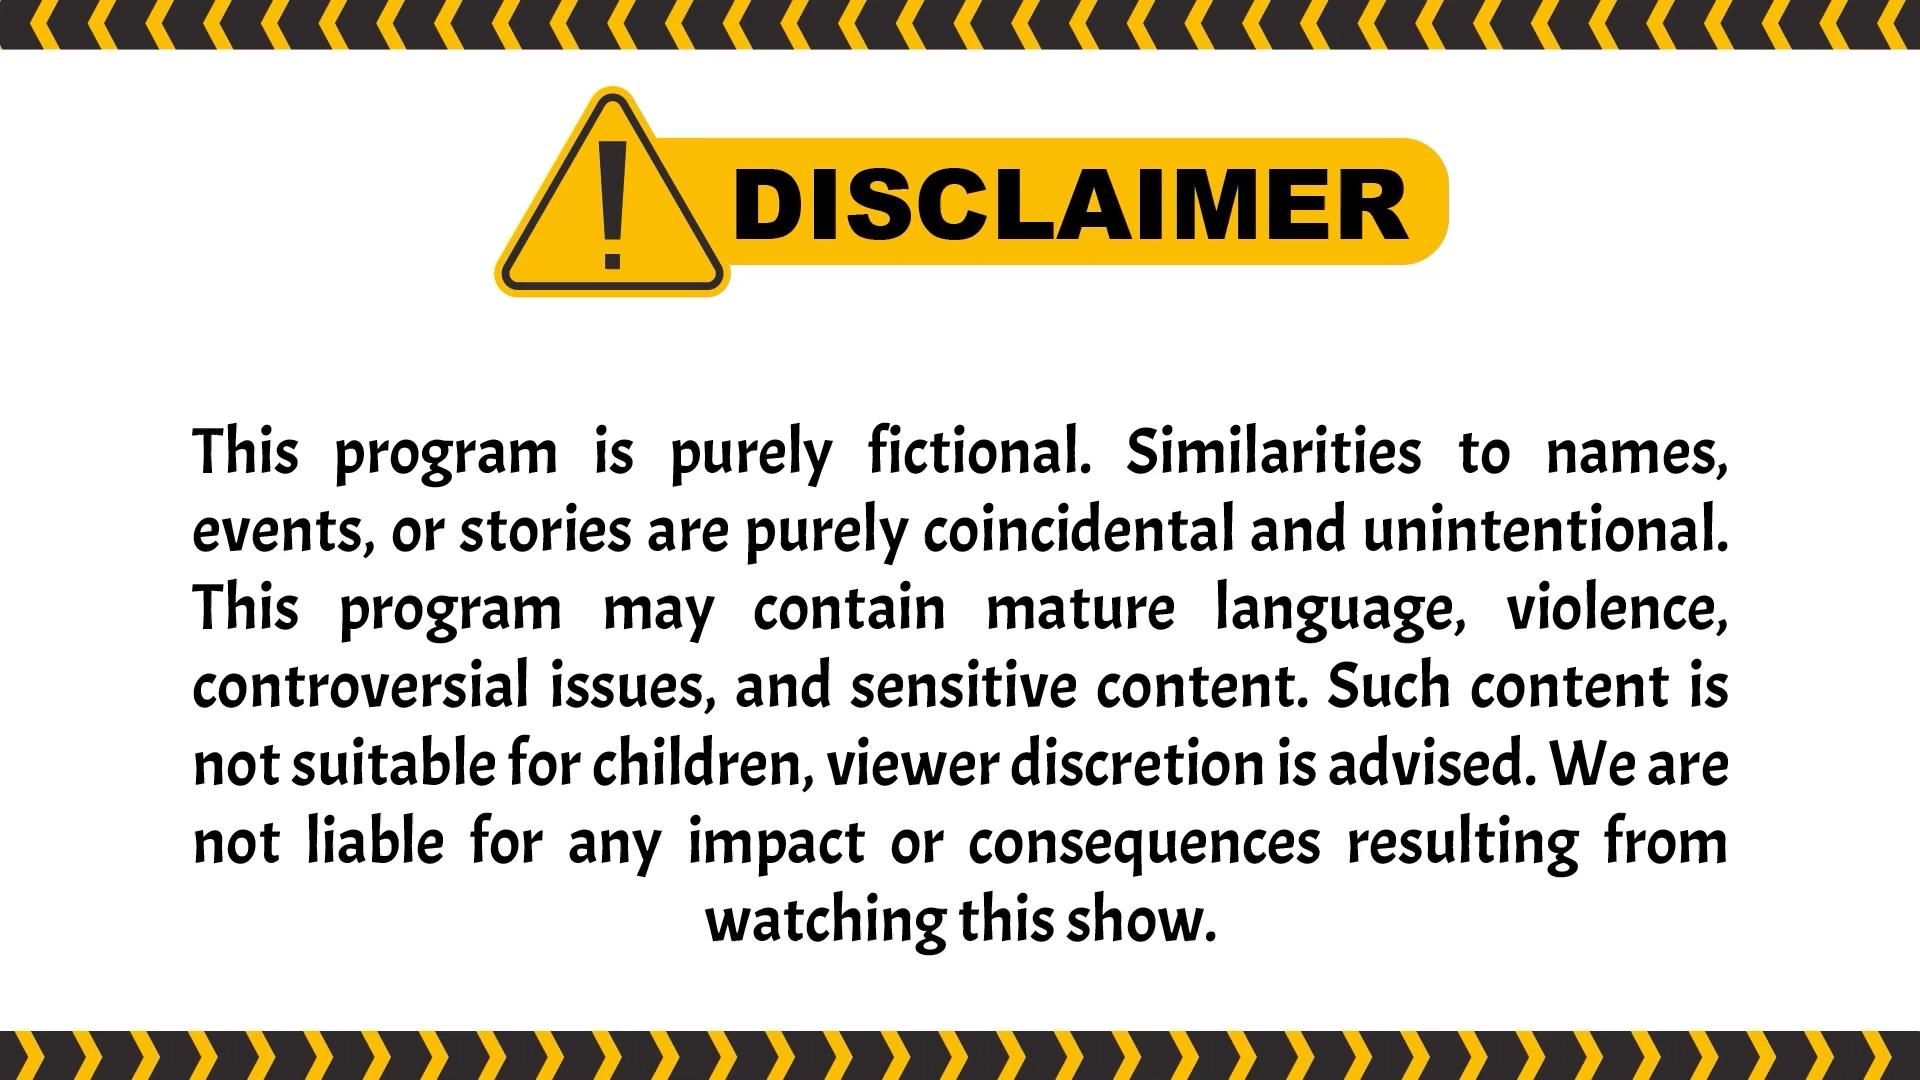 DISCLAIMER
This program is purely fictional. Similarities to names,
events, or stories are purely coincidental and unintentional.
This program may contain mature language, violence,
controversial issues, and sensitive content. Such content is
not suitable for children, viewer discretion is advised. We are
not liable for any impact or consequences resulting from
watching this show.